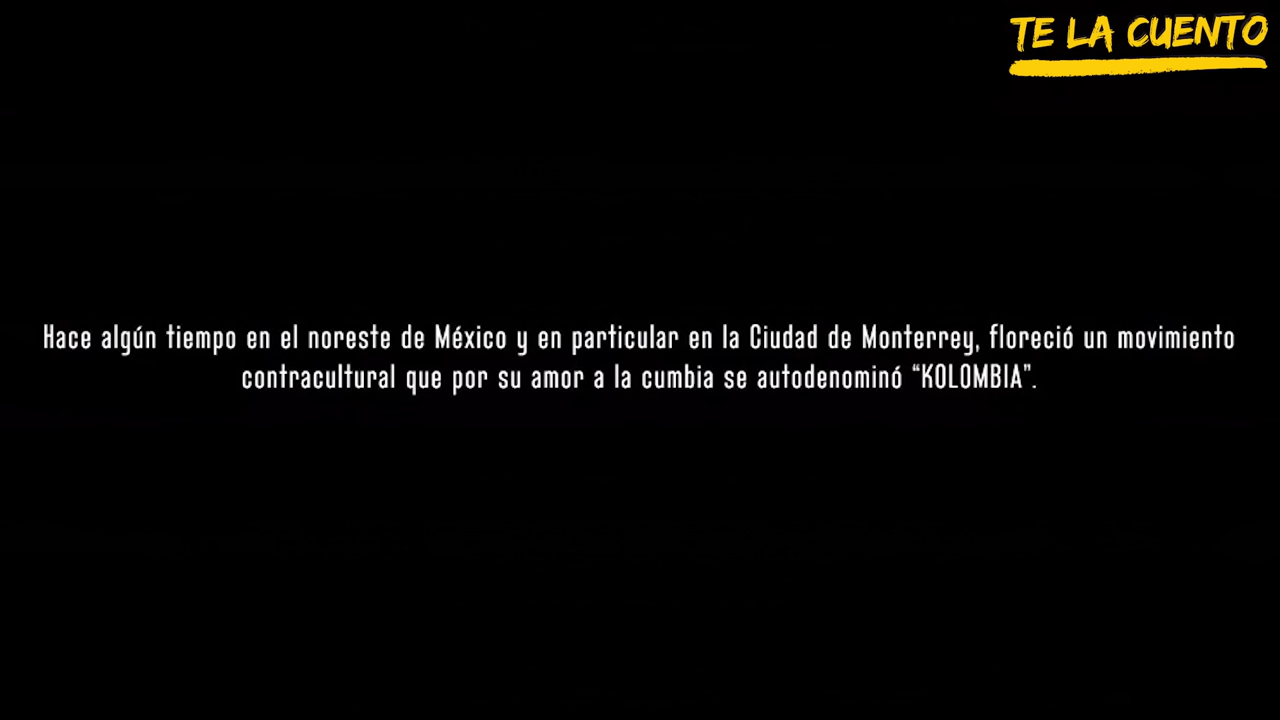 TE LA CUENTO
Hace algún tiempo en el noreste de México y en particular en la Ciudad de Monterrey, floreció un movimiento
contracultural que por su amor a la cumbia se autodenominó “KOLOMBIA”.